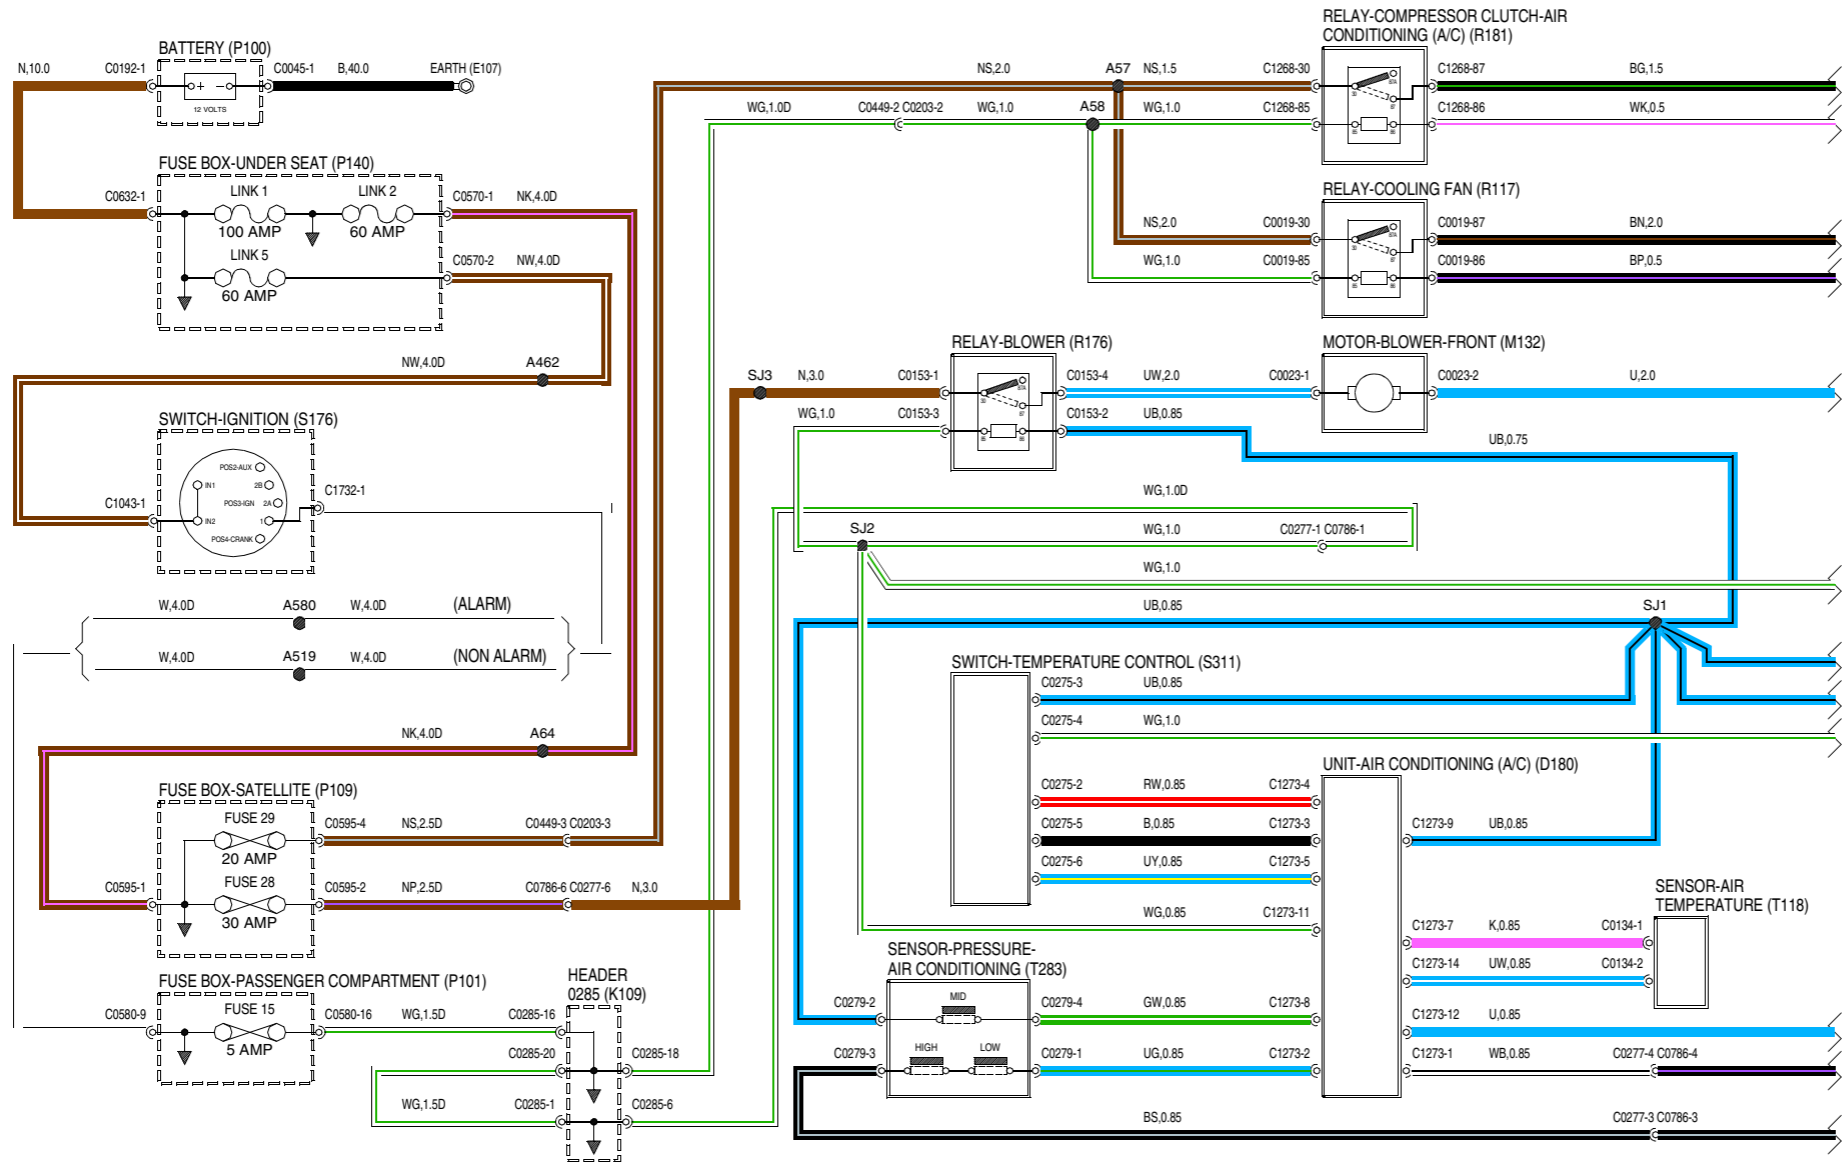 RELAY-COMPRESSOR CLUTCH-AIR
CONDITIONING (A/C) (R181)
BATTERY (P100)
N,10.0
C0192-1
C0045-1
B,40.0
EARTH (E107)
+
−
12 VOLTS
NS,2.0
A57
NS,1.5
C1268-30
C1268-87
BG,1.5
WG,1.0D
C0449-2 C0203-2
WG,1.0
A58
WG,1.0
C1268-85
C1268-86
WK,0.5
30
87A
87
85
86
FUSE BOX-UNDER SEAT (P140)
LINK 1
LINK 2
C0632-1
C0570-1
NK,4.0D
100 AMP
60 AMP
LINK 5
C0570-2
NW,4.0D
60 AMP
RELAY-COOLING FAN (R117)
NS,2.0
C0019-30
C0019-87
BN,2.0
WG,1.0
C0019-85
C0019-86
BP,0.5
30
87A
87
85
86
NW,4.0D
A462
RELAY-BLOWER (R176)
MOTOR-BLOWER-FRONT (M132)
SJ3
N,3.0
C0153-1
C0153-4
UW,2.0
C0023-1
C0023-2
U,2.0
WG,1.0
C0153-3
C0153-2
UB,0.85
30
87A
87
85
86
UB,0.75
SWITCH-IGNITION (S176)
POS2-AUX
IN1
2B
POS3-IGN
2A
IN2
1
POS4-CRANK
C1043-1
C1732-1
WG,1.0D
SJ2
WG,1.0
C0277-1 C0786-1
WG,1.0
W,4.0D
A580
W,4.0D
(ALARM)
UB,0.85
SJ1
W,4.0D
A519
W,4.0D
(NON ALARM)
SWITCH-TEMPERATURE CONTROL (S311)
C0275-3
UB,0.85
C0275-4
WG,1.0
NK,4.0D
A64
UNIT-AIR CONDITIONING (A/C) (D180)
C0275-2
RW,0.85
C1273-4
C0275-5
B,0.85
C1273-3
C1273-9
UB,0.85
C0275-6
UY,0.85
C1273-5
WG,0.85
C1273-11
FUSE BOX-SATELLITE (P109)
FUSE 29
C0595-4
NS,2.5D
C0449-3 C0203-3
20 AMP
FUSE 28
C0595-1
C0595-2
NP,2.5D
C0786-6 C0277-6
N,3.0
30 AMP
SENSOR-AIR
TEMPERATURE (T118)
C1273-7
K,0.85
C0134-1
C1273-14
UW,0.85
C0134-2
SENSOR-PRESSURE-
AIR CONDITIONING (T283)
MID
C0279-2
C0279-4
GW,0.85
C1273-8
C1273-12
U,0.85
HIGH
LOW
C0279-3
C0279-1
UG,0.85
C1273-2
C1273-1
WB,0.85
C0277-4 C0786-4
FUSE BOX-PASSENGER COMPARTMENT (P101)
HEADER
0285 (K109)
FUSE 15
C0580-9
C0580-16
WG,1.5D
C0285-16
5 AMP
C0285-20
C0285-18
WG,1.5D
C0285-1
C0285-6
BS,0.85
C0277-3 C0786-3